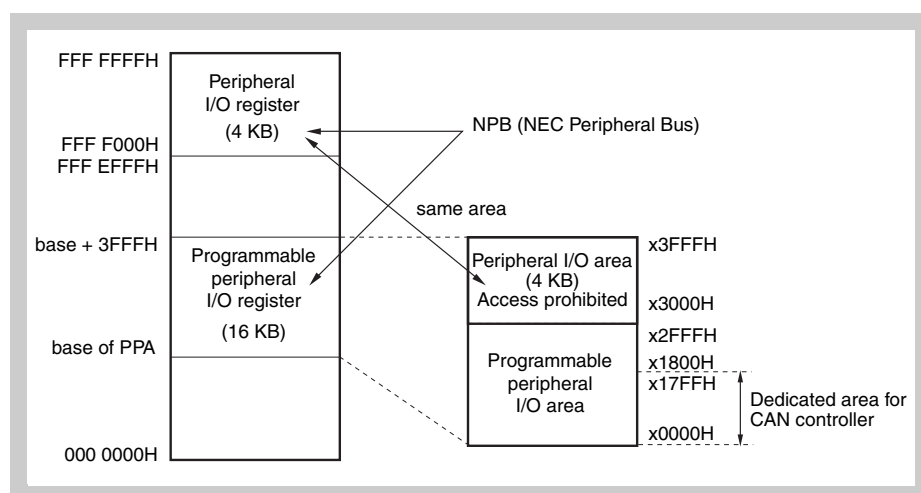 FFF FFFFH
Peripheral
I/O register
(4 KB)
NPB (NEC Peripheral Bus)
FFF F000H
FFF EFFFH
same area
base + 3FFFH
Programmable
peripheral
I/O register
(16 KB)
base of PPA
000 0000H
Peripheral I/O area
(4 KB)
Access prohibited
x3FFFH
x3000H
x2FFFH
Programmable
peripheral
I/O area
x1800H
x17FFH
x0000H
Dedicated area for
CAN controller